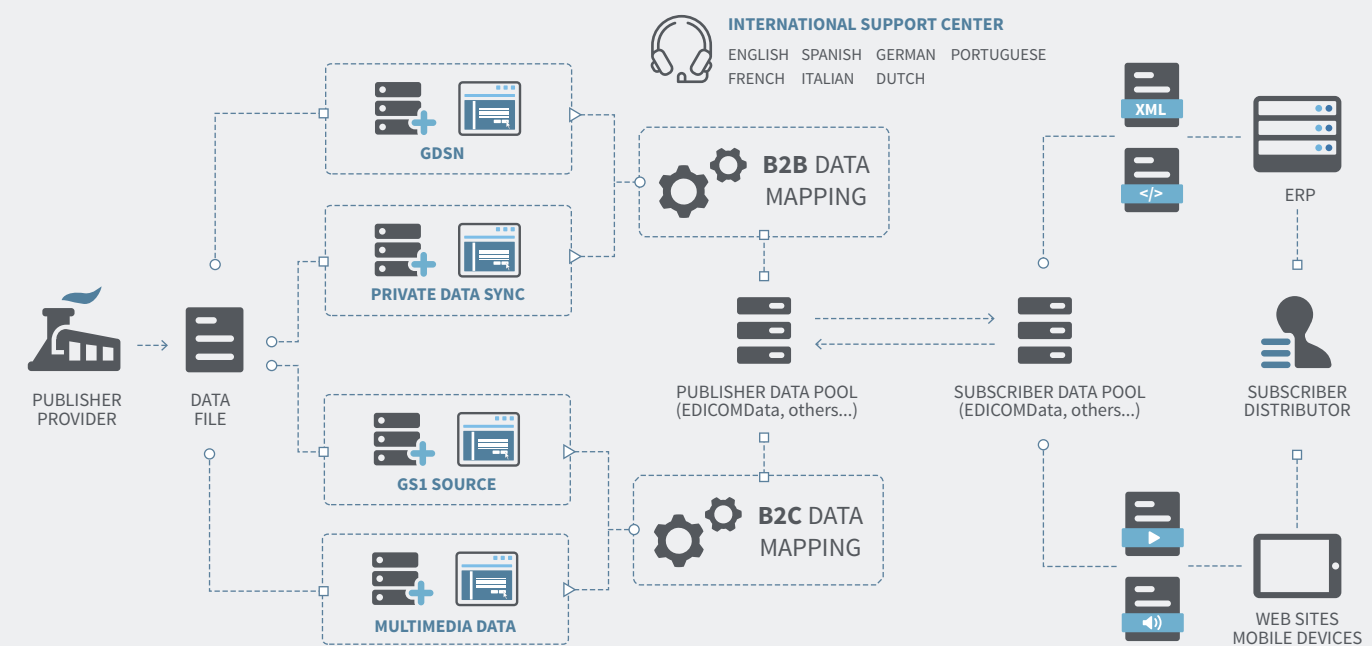 INTERNATIONAL SUPPORT CENTER
ENGLISH SPANISH GERMAN PORTUGUESE
FRENCH ITALIAN DUTCH
GDSN
PRIVATE DATA SYNC
GS1 SOURCE
MULTIMEDIA DATA
PUBLISHER
PROVIDER
DATA
FILE
B2B DATA
MAPPING
PUBLISHER DATA POOL
(EDICOMData, others...)
B2C DATA
MAPPING
SUBSCRIBER DATA POOL
(EDICOMData, others...)
XML
</>
ERP
SUBSCRIBER
DISTRIBUTOR
WEB SITES
MOBILE DEVICES